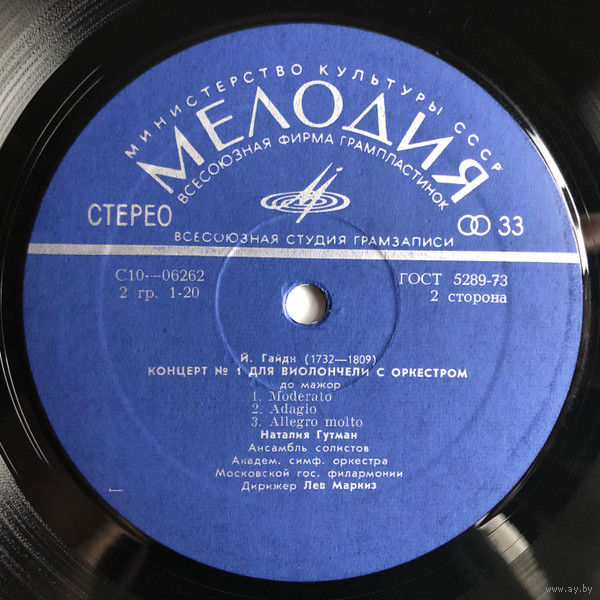 МИНИСТЕРСТВО КУЛЬТУРЫ СССР
МЕЛОДИЯ
ВСЕСОЮЗНАЯ ФИРМА ГРАМПЛАСТИНОК
СТЕРЕО
33
ВСЕСОЮЗНАЯ СТУДИЯ ГРАМЗАПИСИ
С10—06262
ГОСТ 5289-73
2 гр. 1-20
2 сторона
Й. Гайдн (1732—1809)
КОНЦЕРТ № 1 ДЛЯ ВИОЛОНЧЕЛИ С ОРКЕСТРОМ
до мажор
1. Moderato
2. Adagio
3. Allegro molto
Наталия Гутман
Ансамбль солистов
Академ. симф. оркестра
Московской гос. филармонии
Дирижер Лев Маркиз
www.ay.by